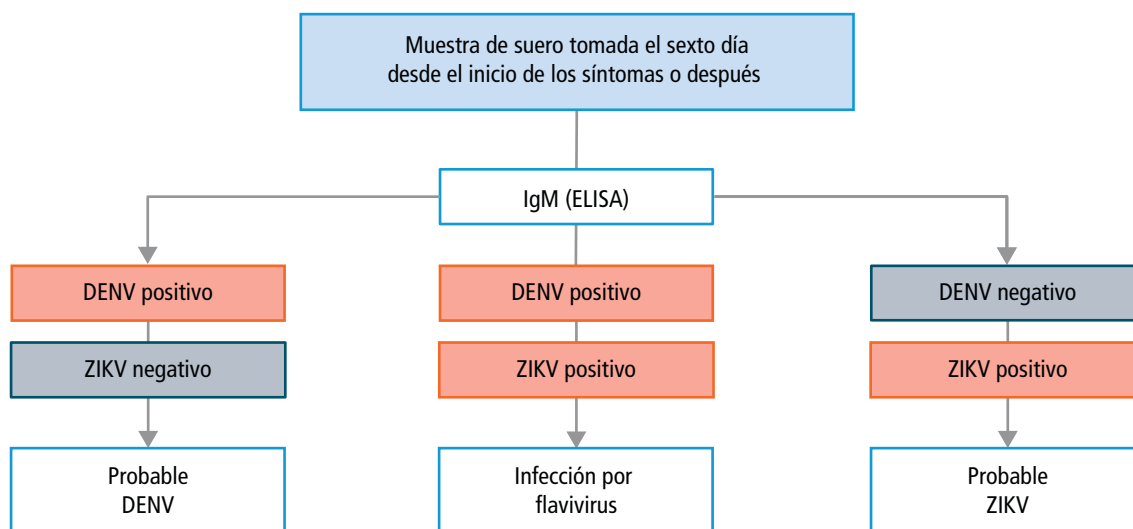 Muestra de suero tomada el sexto día
desde el inicio de los síntomas o después
IgM (ELISA)
DENV positivo
ZIKV negativo
Probable
DENV
DENV positivo
ZIKV positivo
Infección por
flavivirus
DENV negativo
ZIKV positivo
Probable
ZIKV